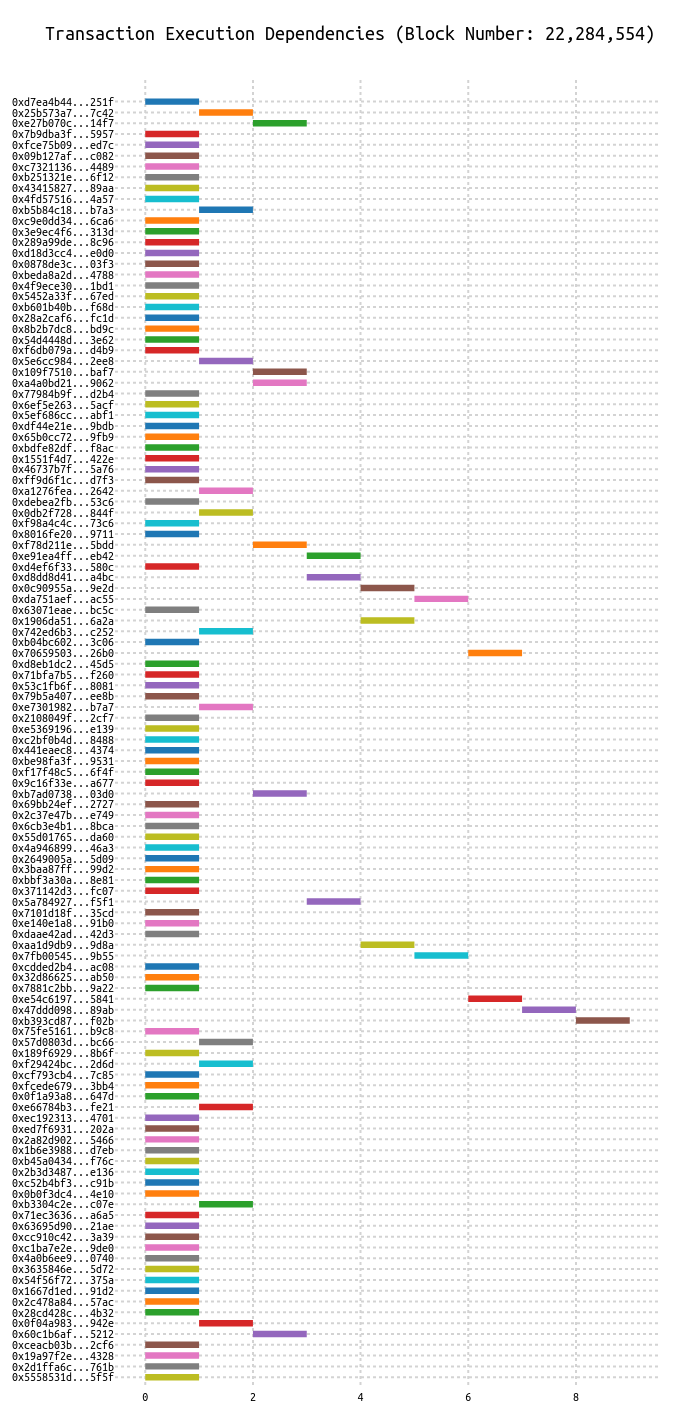 Transaction Execution Dependencies (Block Number: 22,284,554)
0xd7ea4b44...251f
0x25b573a7...7c42
0xe27b070c...14f7
0x7b9dba3f...5957
0xfce75b09...ed7c
0x09b127af...c082
0xc7321136...4489
0xb251321e...6f12
0x43415827...89aa
0x4fd57516...4a57
0xb5b84c18...b7a3
0xc9e0dd34...6ca6
0x3e9ec4f6...313d
0x289a99de...8c96
0xd18d3cc4...e0d0
0x0878de3c...03f3
0xbeda8a2d...4788
0x4f9ece30...1bd1
0x5452a33f...67ed
0xb601b40b...f68d
0x28a2caf6...fc1d
0x8b2b7dc8...bd9c
0x54d4448d...3e62
0xf6db079a...d4b9
0x5e6cc984...2ee8
0x109f7510...baf7
0xa4a0bd21...9062
0x77984b9f...d2b4
0x6ef5e263...5acf
0x5ef686cc...abf1
0xdf44e21e...9bdb
0x65b0cc72...9fb9
0xbdfe82df...f8ac
0x1551f4d7...422e
0x46737b7f...5a76
0xff9d6f1c...d7f3
0xa1276fea...2642
0xdebea2fb...53c6
0x0db2f728...844f
0xf98a4c4c...73c6
0x8016fe20...9711
0xf78d211e...5bdd
0xe91ea4ff...eb42
0xd4ef6f33...580c
0xd8dd8d41...a4bc
0x0c90955a...9e2d
0xda751aef...ac55
0x63071eae...bc5c
0x1906da51...6a2a
0x742ed6b3...c252
0xb04bc602...3c06
0x70659503...26b0
0xd8eb1dc2...45d5
0x71bfa7b5...f260
0x53c1fb6f...8081
0x79b5a407...ee8b
0xe7301982...b7a7
0x2108049f...2cf7
0xe5369196...e139
0xc2bf0b4d...8488
0x441eaec8...4374
0xbe98fa3f...9531
0xf17f48c5...6f4f
0x9c16f33e...a677
0xb7ad0738...03d0
0x69bb24ef...2727
0x2c37e47b...e749
0x6cb3e4b1...8bca
0x55d01765...da60
0x4a946899...46a3
0x2649005a...5d09
0x3baa87ff...99d2
0xbbf3a30a...8e81
0x371142d3...fc07
0x5a784927...f5f1
0x7101d18f...35cd
0xe140e1a8...91b0
0xdaae42ad...42d3
0xaa1d9db9...9d8a
0x7fb00545...9b55
0xcdded2b4...ac08
0x32d86625...ab50
0x7881c2bb...9a22
0xe54c6197...5841
0x47ddd098...89ab
0xb393cd87...f02b
0x75fe5161...b9c8
0x57d0803d...bc66
0x189f6929...8b6f
0xf29424bc...2d6d
0xcf793cb4...7c85
0xfcede679...3bb4
0x0f1a93a8...647d
0xe66784b3...fe21
0xec192313...4701
0xed7f6931...202a
0x2a82d902...5466
0x1b6e3988...d7eb
0xb45a0434...f76c
0x2b3d3487...e136
0xc52b4bf3...c91b
0x0b0f3dc4...4e10
0xb3304c2e...c07e
0x71ec3636...a6a5
0x63695d90...21ae
0xcc910c42...3a39
0xc1ba7e2e...9de0
0x4a0b6ee9...0740
0x3635846e...5d72
0x54f56f72...375a
0x1667d1ed...91d2
0x2c478a84...57ac
0x28cd428c...4b32
0x0f04a983...942e
0x60c1b6af...5212
0xceacb03b...2cf6
0x19a97f2e...4328
0x2d1ffa6c...761b
0x5558531d...5f5f
0 2 4 6 8